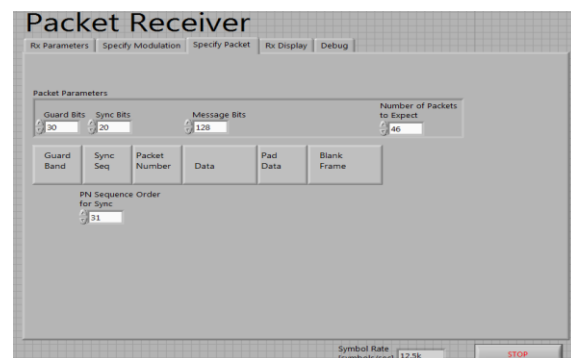 Packet Receiver
Rx Parameters Specify Modulation Specify Packet Rx Display Debug
Packet Parameters
Guard Bits Sync Bits Message Bits Number of Packets to Expect
30 20 128 46
Guard Band Sync Seq Packet Number Data Pad Data Blank Frame
PN Sequence Order
for Sync
31
Symbol Rate
(symbols/sec) 12.5k STOP